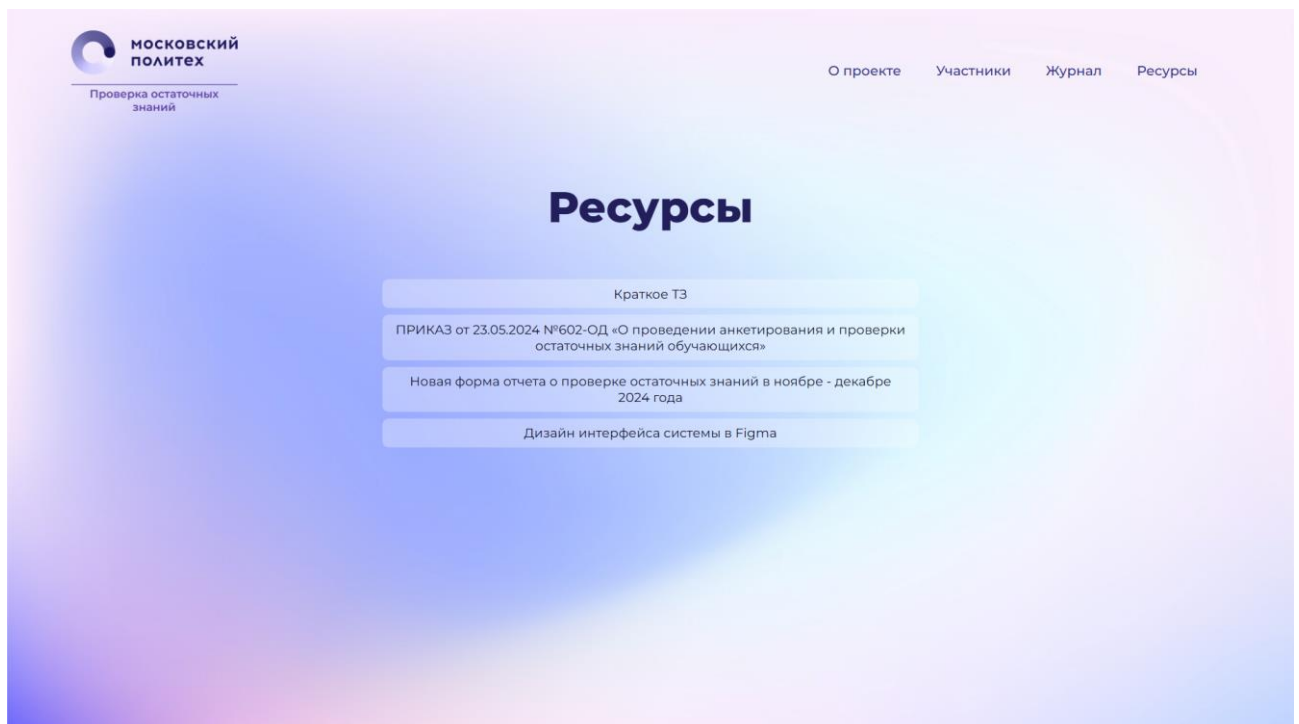 московский
политех
Проверка остаточных
знаний
О проекте Участники Журнал Ресурсы
Ресурсы
Краткое ТЗ
ПРИКАЗ от 23.05.2024 №602-ОД «О проведении анкетирования и проверки
остаточных знаний обучающихся»
Новая форма отчета о проверке остаточных знаний в ноябре - декабре
2024 года
Дизайн интерфейса системы в Figma